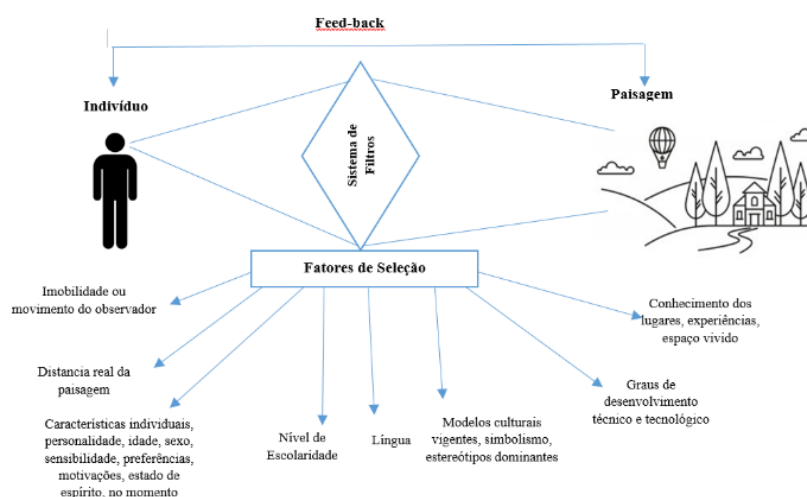 Feed-back
Indivíduo
Paisagem
Sistema de
Filtros
Fatores de Seleção
Imobilidade ou
movimento do observador
Distancia real da
paisagem
Características individuais,
personalidade, idade, sexo,
sensibilidade, preferências,
motivações, estado de
espírito, no momento
Nível de
Escolaridade
Língua
Modelos culturais
vigentes, simbolismo,
estereótipos dominantes
Graus de
desenvolvimento
técnico e tecnológico
Conhecimento dos
lugares, experiências,
espaço vivido